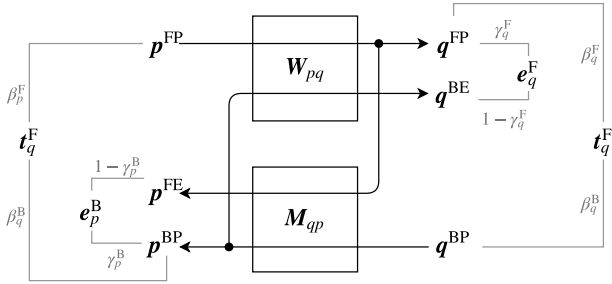 p^FP
W_pq
q^FP
γ_q^F
β_q^F
e_q^F
β_p^F
q^BE
1 − γ_q^F
t_q^F
t_q^F
1 − γ_p^B
p^FE
M_qp
β_q^B
e_p^B
β_q^B
p^BP
q^BP
γ_p^B